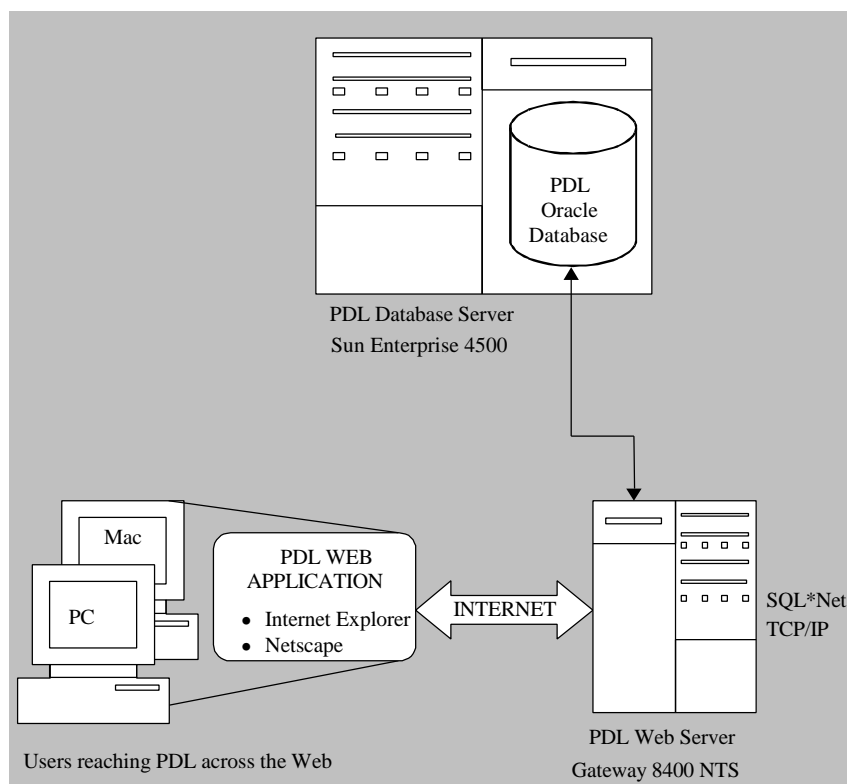 PDL
Oracle
Database
PDL Database Server
Sun Enterprise 4500
Mac
PC
PDL WEB
APPLICATION
• Internet Explorer
• Netscape
INTERNET
SQL*Net
TCP/IP
Users reaching PDL across the Web
PDL Web Server
Gateway 8400 NTS